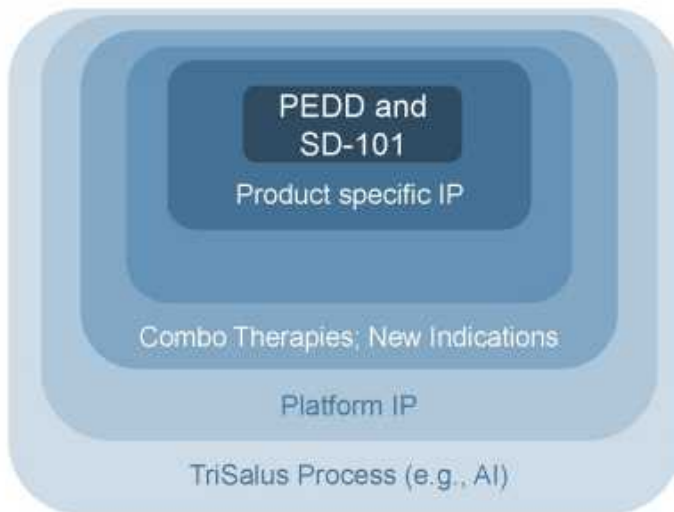 PEDD and
SD-101
Product specific IP
Combo Therapies; New Indications
Platform IP
TriSalus Process (e.g., AI)